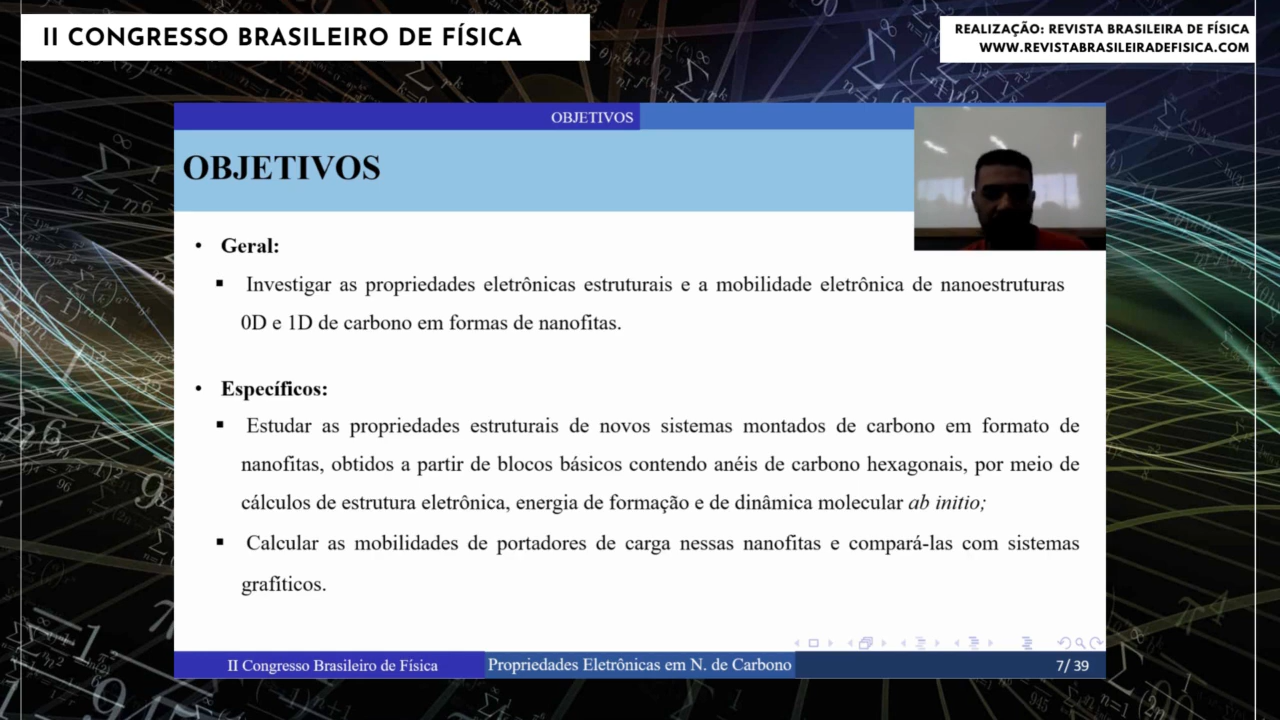 II CONGRESSO BRASILEIRO DE FÍSICA
REALIZAÇÃO: REVISTA BRASILEIRA DE FÍSICA
WWW.REVISTABRASILEIRADEFISICA.COM
OBJETIVOS
OBJETIVOS
• Geral:
▪ Investigar as propriedades eletrônicas estruturais e a mobilidade eletrônica de nanoestruturas
0D e 1D de carbono em formas de nanofitas.
• Específicos:
▪ Estudar as propriedades estruturais de novos sistemas montados de carbono em formato de
nanofitas, obtidos a partir de blocos básicos contendo anéis de carbono hexagonais, por meio de
cálculos de estrutura eletrônica, energia de formação e de dinâmica molecular ab initio;
▪ Calcular as mobilidades de portadores de carga nessas nanofitas e compará-las com sistemas
grafíticos.
II Congresso Brasileiro de Física
Propriedades Eletrônicas em N. de Carbono
7/ 39